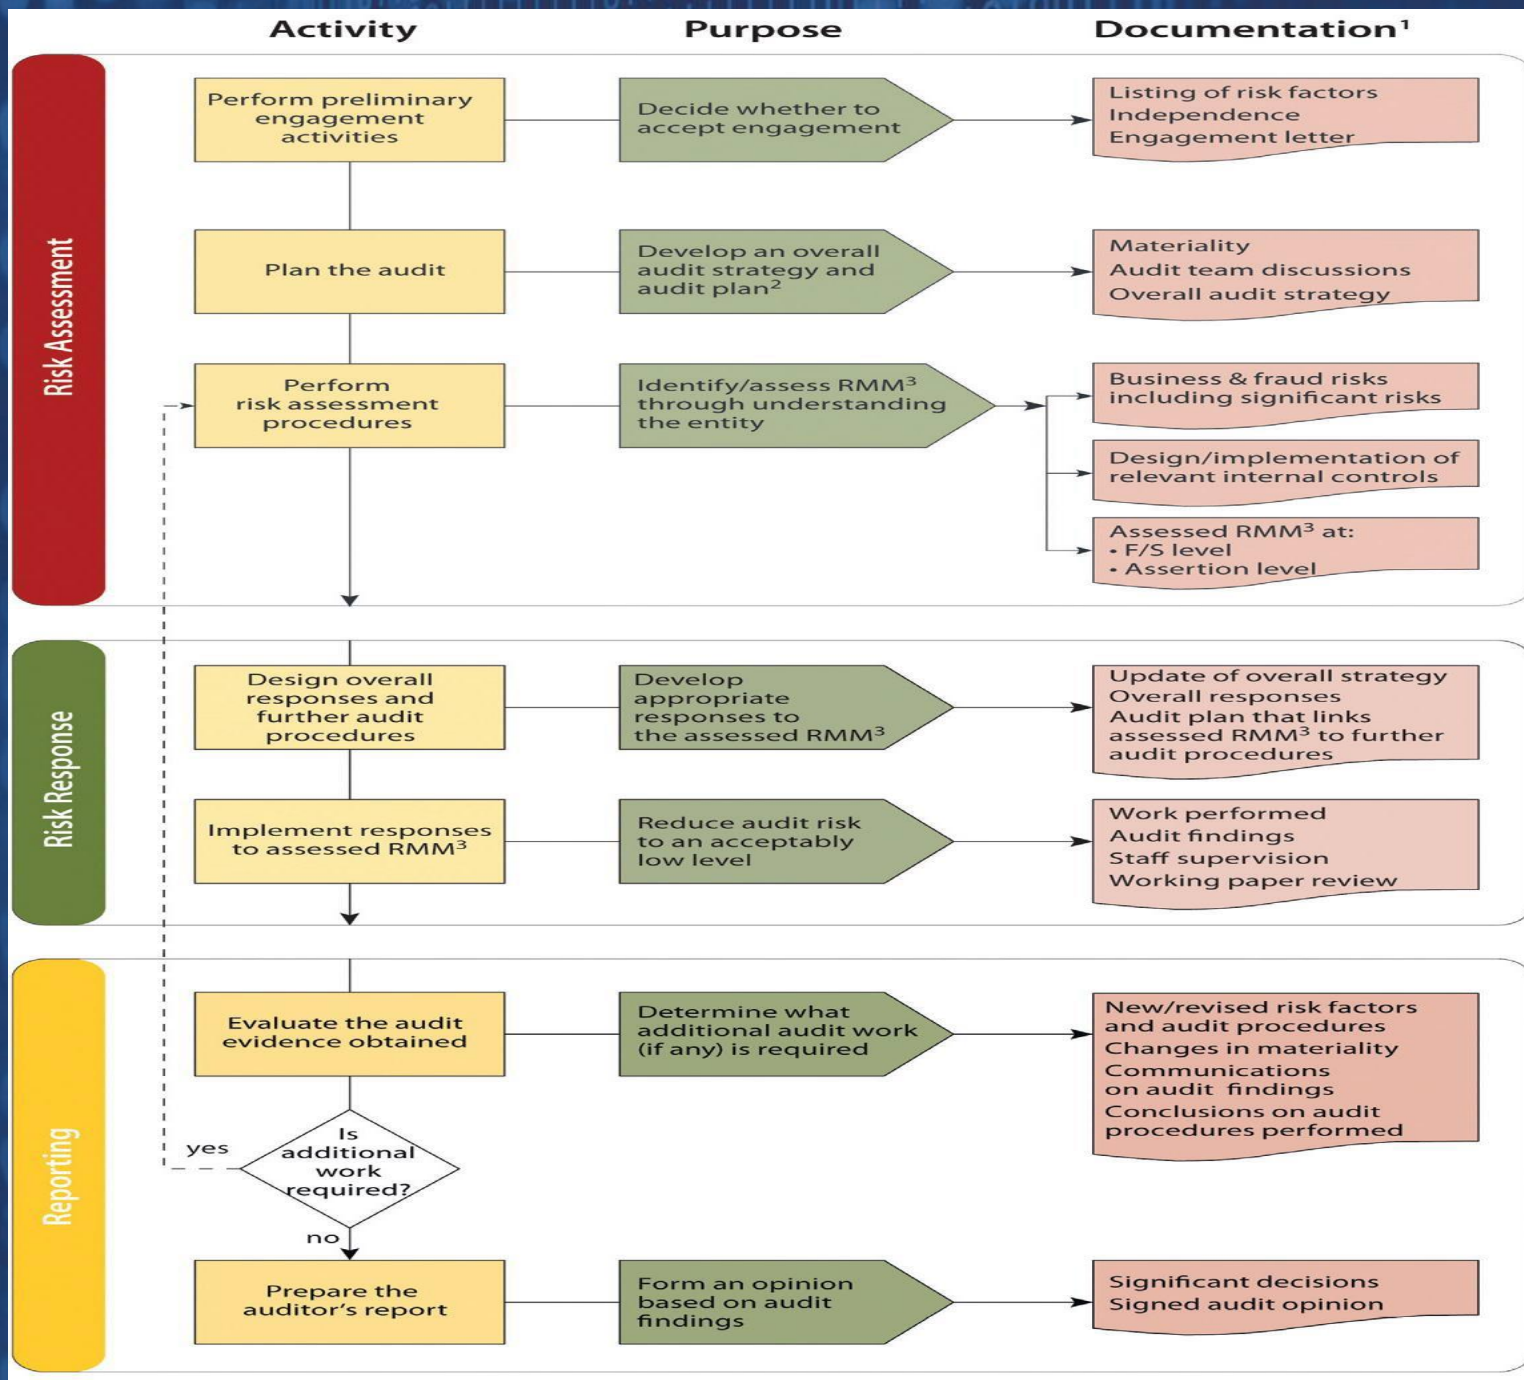 Activity
Purpose
Documentation¹
Risk Assessment
Perform preliminary
engagement
activities
Decide whether to
accept engagement
Listing of risk factors
Independence
Engagement letter
Plan the audit
Develop an overall
audit strategy and
audit plan²
Materiality
Audit team discussions
Overall audit strategy
Perform
risk assessment
procedures
Identify/assess RMM³
through understanding
the entity
Business & fraud risks
including significant risks
Design/implementation of
relevant internal controls
Assessed RMM³ at:
• F/S level
• Assertion level
Risk Response
Design overall
responses and
further audit
procedures
Develop
appropriate
responses to
the assessed RMM³
Update of overall strategy
Overall responses
Audit plan that links
assessed RMM³ to further
audit procedures
Implement responses
to assessed RMM³
Reduce audit risk
to an acceptably
low level
Work performed
Audit findings
Staff supervision
Working paper review
Reporting
Evaluate the audit
evidence obtained
Determine what
additional audit work
(if any) is required
New/revised risk factors
and audit procedures
Changes in materiality
Communications
on audit findings
Conclusions on audit
procedures performed
yes
Is
additional
work
required?
no
Prepare the
auditor’s report
Form an opinion
based on audit
findings
Significant decisions
Signed audit opinion